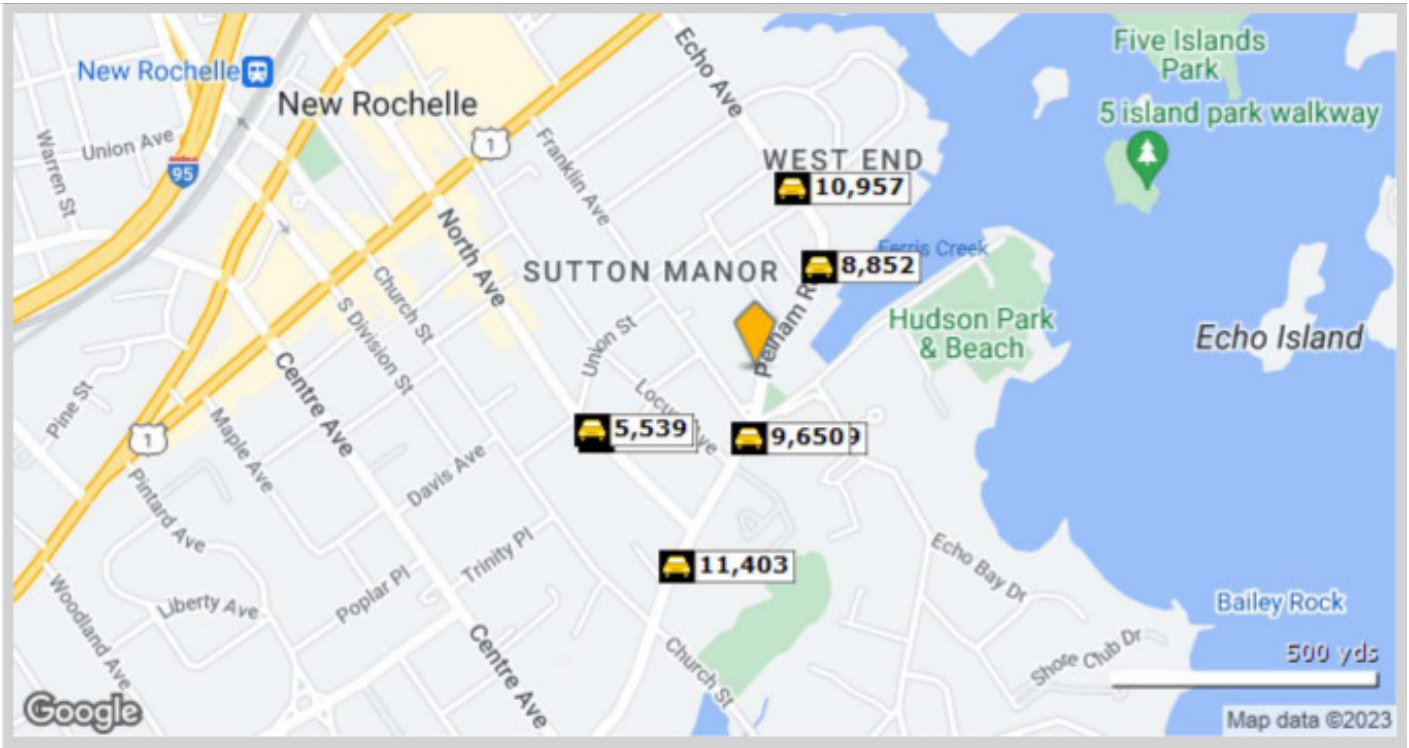 Echo Ave
Five Islands
Park
New Rochelle
New Rochelle
5 island park walkway
1
Warren St
Union Ave
95
Franklin Ave
WEST END
10,957
North Ave
Ferris Creek
8,852
SUTTON MANOR
Church St
S Division St
Union St
Pelham R
Hudson Park
& Beach
Echo Island
Centre Ave
Pine St
Locu
ve
1
Maple Ave
5,539
9,650
9
Davis Ave
Pintard Ave
Trinity Pl
11,403
Echo Bay Dr
Woodland Ave
Liberty Ave
Poplar Pl
Bailey Rock
Centre Ave
Church St
Shore Club Dr
500 yds
Google
Map data ©2023